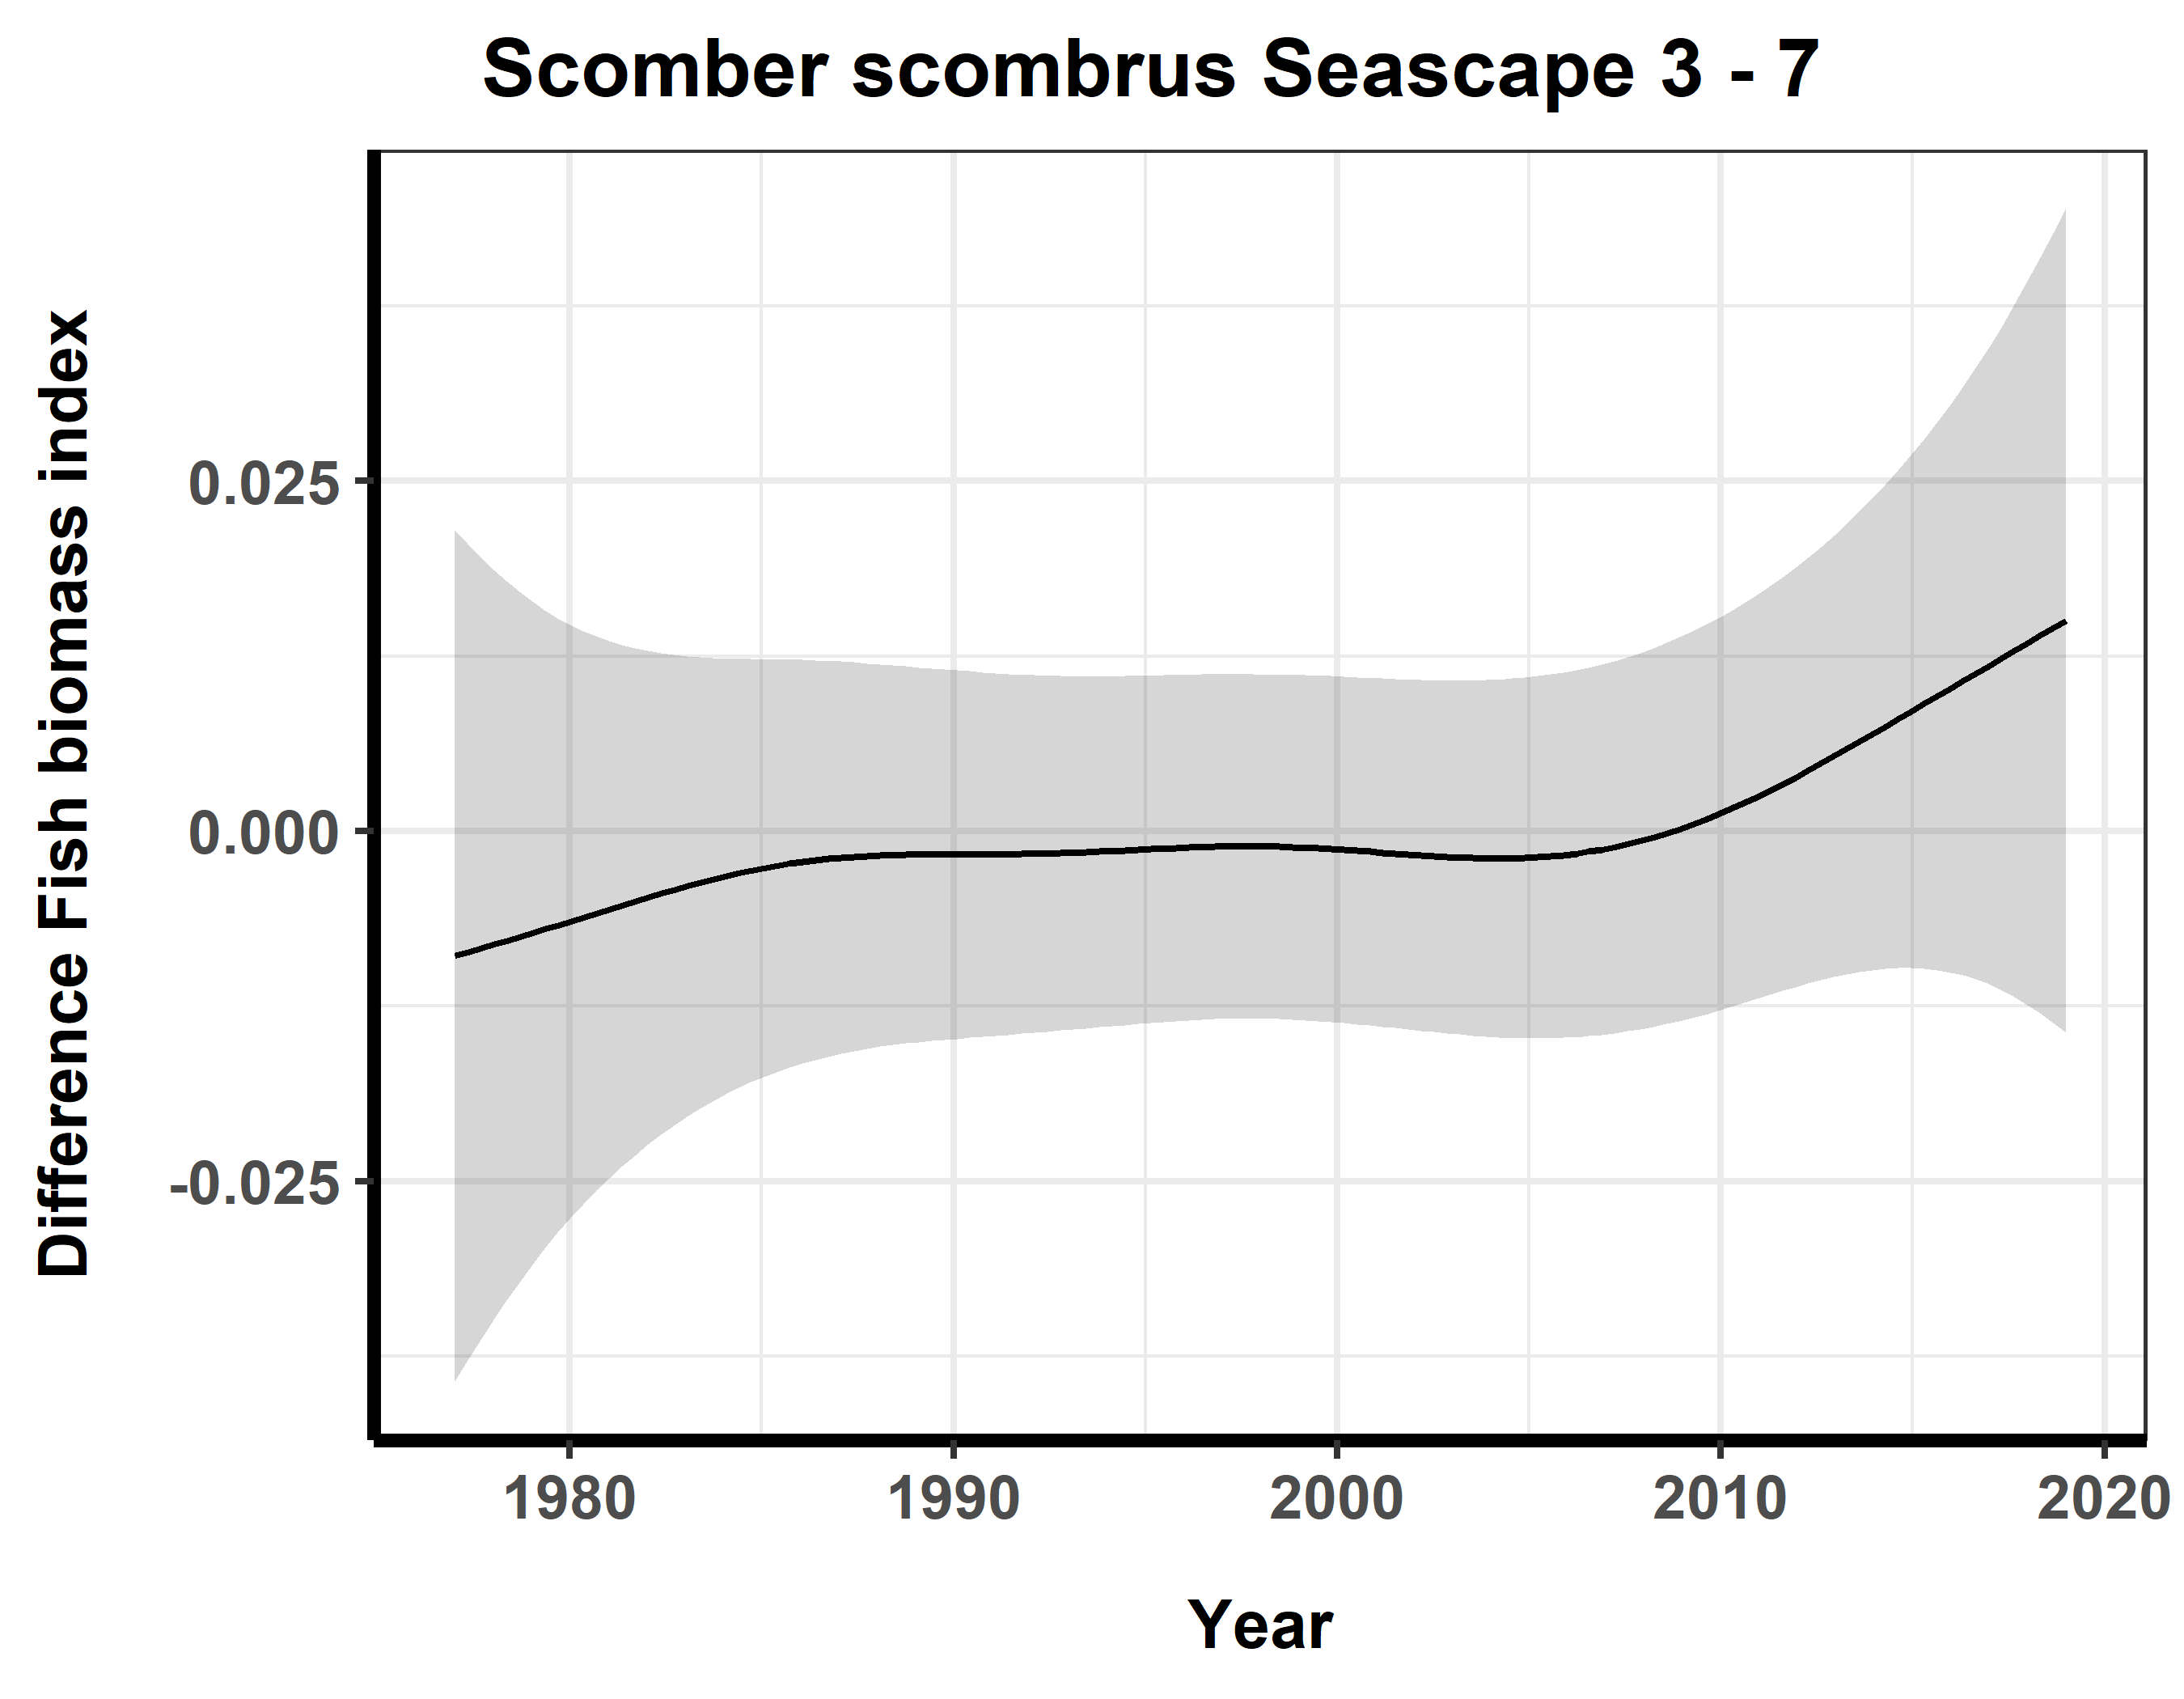 Scomber scombrus Seascape 3 - 7
Difference Fish biomass index
0.025
0.000
-0.025
1980
1990
2000
2010
2020
Year